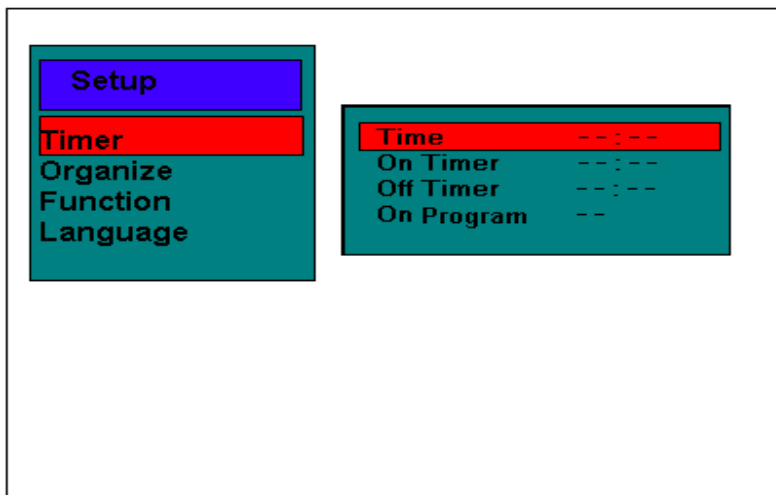 Setup
Timer
Organize
Function
Language
Time --:--
On Timer --:--
Off Timer --:--
On Program --